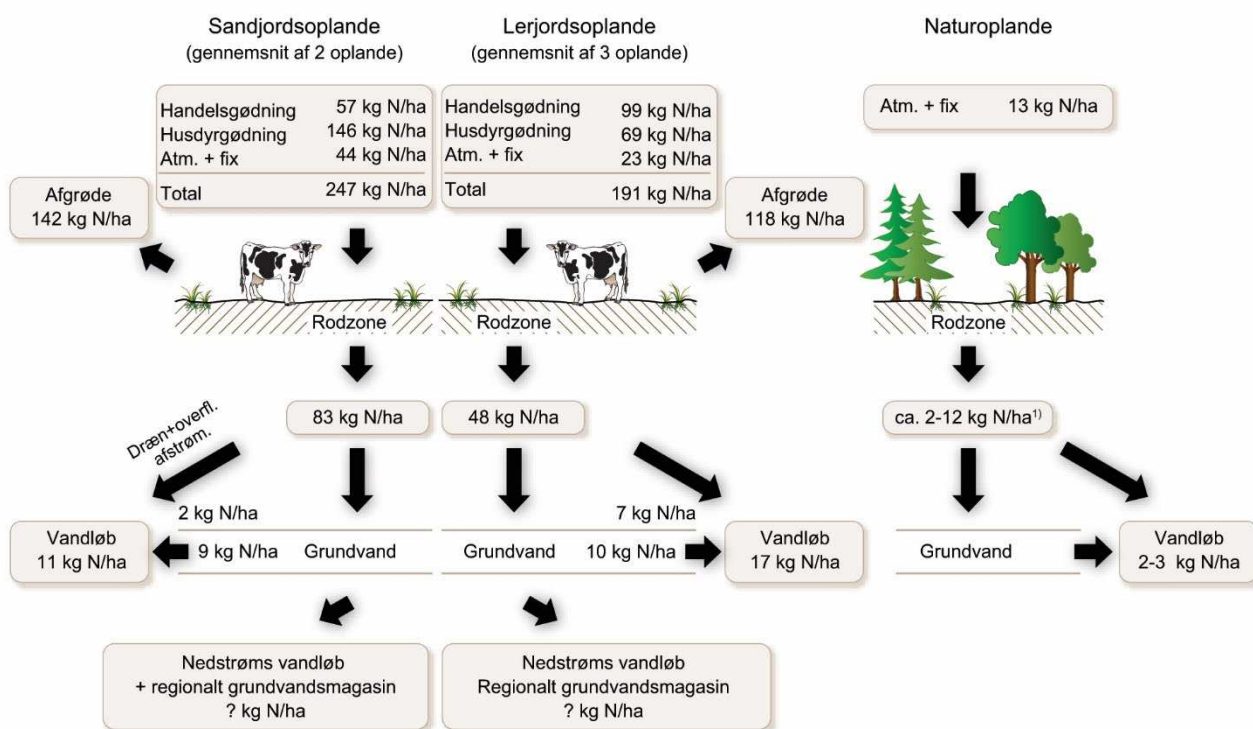 Sandjordsoplande
(gennemsnit af 2 oplande)
Lerjordsoplande
(gennemsnit af 3 oplande)
Naturoplande
Handelsgødning 57 kg N/ha
Husdyrgødning 146 kg N/ha
Atm. + fix 44 kg N/ha
Total 247 kg N/ha
Handelsgødning 99 kg N/ha
Husdyrgødning 69 kg N/ha
Atm. + fix 23 kg N/ha
Total 191 kg N/ha
Atm. + fix 13 kg N/ha
Afgrøde
142 kg N/ha
Afgrøde
118 kg N/ha
Rodzone
Rodzone
Rodzone
83 kg N/ha
48 kg N/ha
ca. 2-12 kg N/ha¹⁾
Dræn+overfl.
afstrøm.
2 kg N/ha
7 kg N/ha
Vandløb
11 kg N/ha
9 kg N/ha
Grundvand
Grundvand
10 kg N/ha
Vandløb
17 kg N/ha
Grundvand
Vandløb
2-3 kg N/ha
Nedstrøms vandløb
+ regionalt grundvandsmagasin
? kg N/ha
Nedstrøms vandløb
Regionalt grundvandsmagasin
? kg N/ha